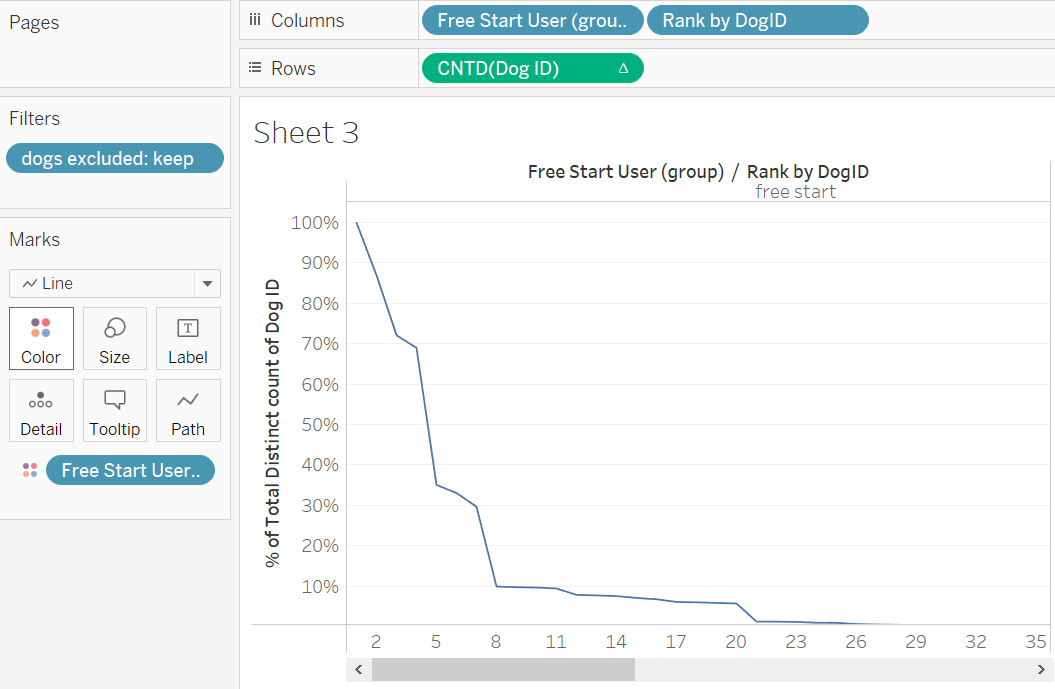 Pages
Columns
Free Start User (grou..
Rank by DogID
Rows
CNTD(Dog ID)
Δ
Filters
dogs excluded: keep
Marks
Line
Color
Size
T
Label
Detail
Tooltip
Path
Free Start User..
Sheet 3
Free Start User (group) / Rank by DogID
free start
% of Total Distinct count of Dog ID
100%
90%
80%
70%
60%
50%
40%
30%
20%
10%
2 5 8 11 14 17 20 23 26 29 32 35